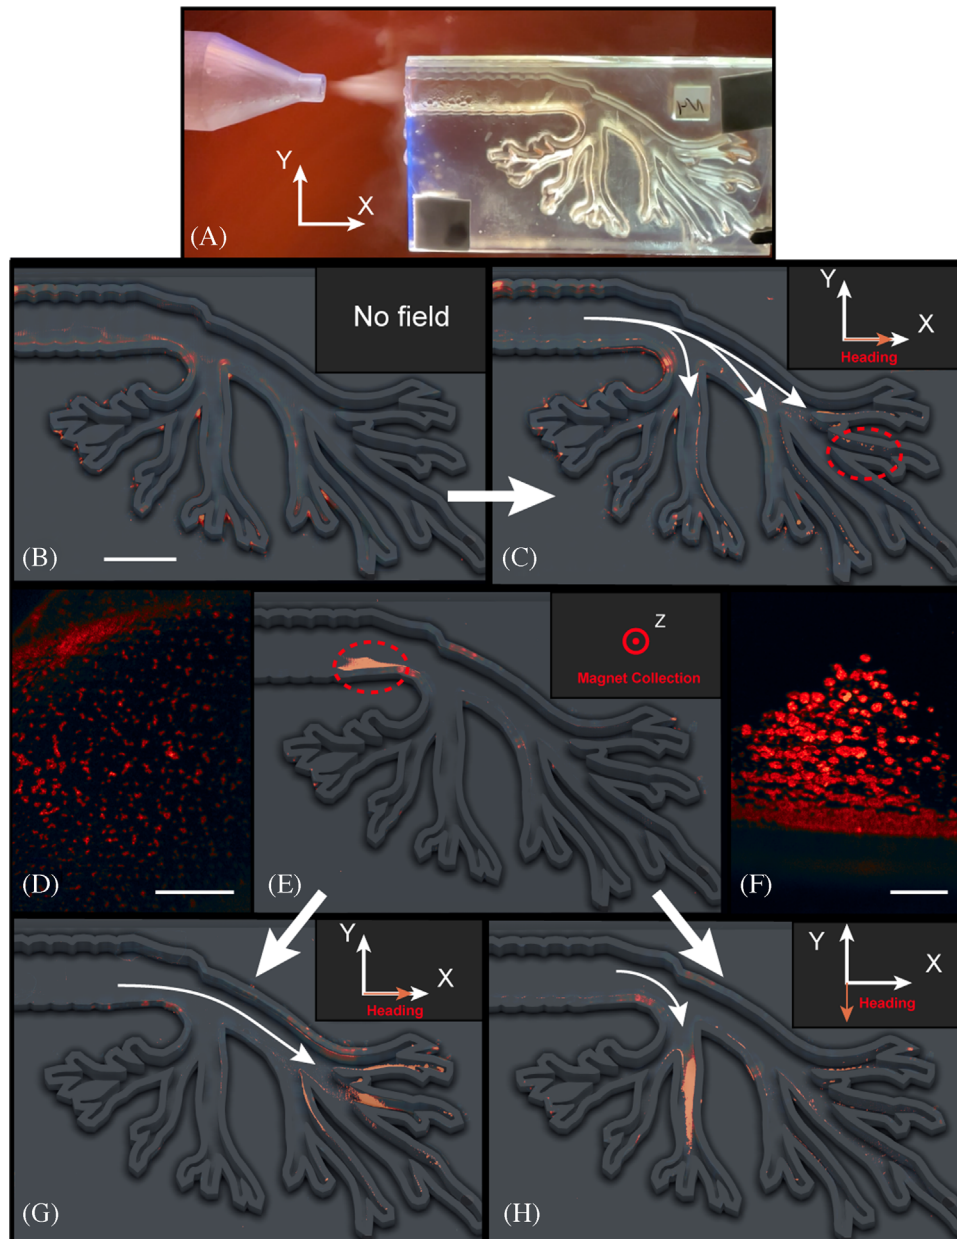 Y
X
(A)
No field
(B)
Y
X
Heading
(C)
(D)
Z
Magnet Collection
(E)
(F)
Y
X
Heading
(G)
Y
X
Heading
(H)